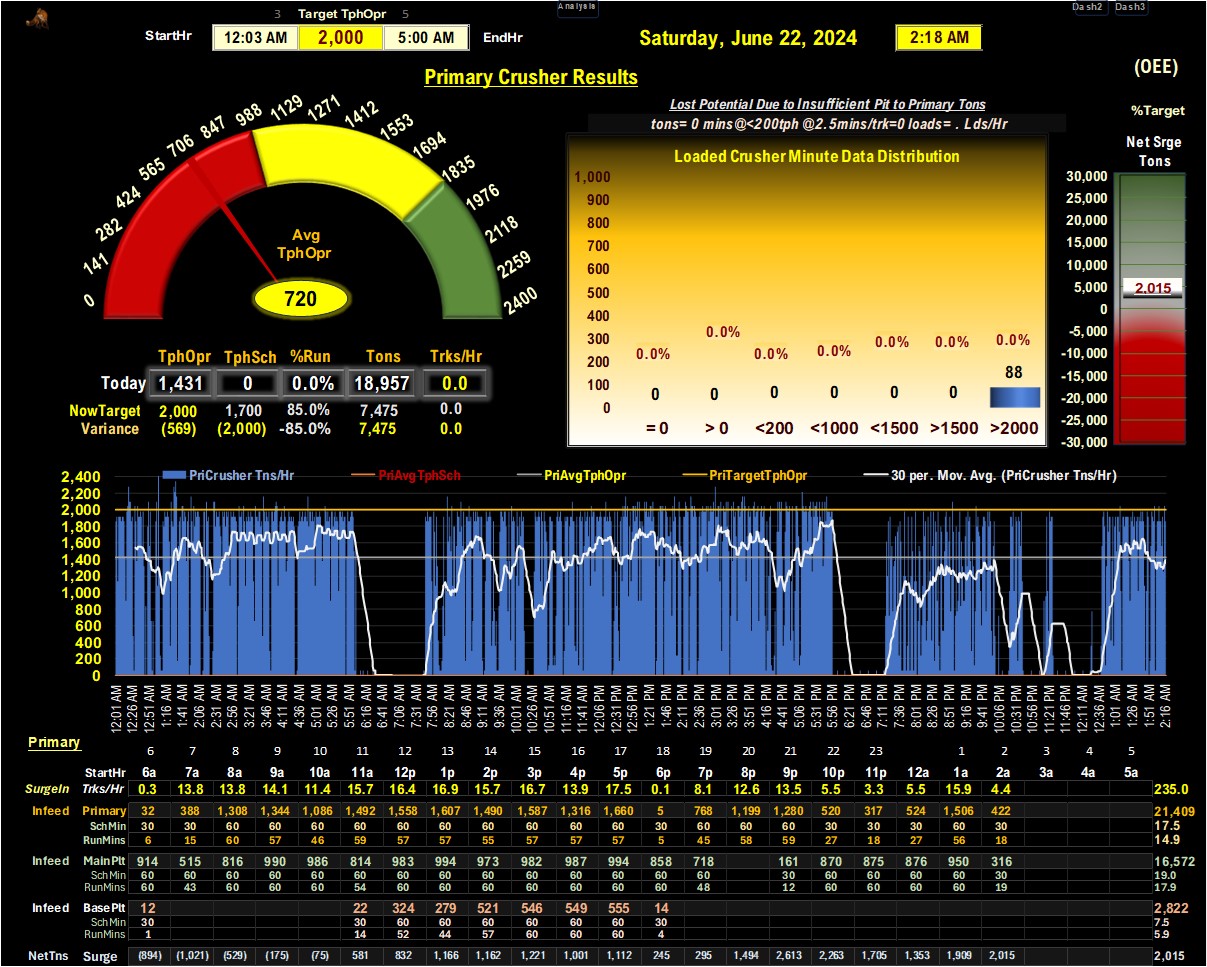 Analysis
Dash2 Dash3
3 Target TphOpr 5
StartHr 12:03 AM 2,000 5:00 AM EndHr
Saturday, June 22, 2024 2:18 AM
Primary Crusher Results
(OEE)
%Target
Net Srge
Tons
30,000
25,000
20,000
15,000
10,000
5,000
0
-5,000
-10,000
-15,000
-20,000
-25,000
-30,000
2,015
0
141
282
424
565
706
847
988
1129
1271
1412
1553
1694
1835
1976
2118
2259
2400
Avg
TphOpr
720
Lost Potential Due to Insufficient Pit to Primary Tons
tons= 0 mins@<200tph @2.5mins/trk=0 loads= . Lds/Hr
Loaded Crusher Minute Data Distribution
1,000
900
800
700
600
500
400
300
200
100
0
0.0% 0.0% 0.0% 0.0% 0.0% 0.0% 0.0%
0 0 0 0 0 0 88
= 0 > 0 <200 <1000 <1500 >1500 >2000
TphOpr TphSch %Run Tons Trks/Hr
Today 1,431 0 0.0% 18,957 0.0
NowTarget 2,000 1,700 85.0% 7,475 0.0
Variance (569) (2,000) -85.0% 7,475 0.0
PriCrusher Tns/Hr PriAvgTphSch PriAvgTphOpr PriTargetTphOpr 30 per. Mov. Avg. (PriCrusher Tns/Hr)
2,400
2,200
2,000
1,800
1,600
1,400
1,200
1,000
800
600
400
200
0
12:01 AM 12:26 AM 12:51 AM 1:16 AM 1:41 AM 2:06 AM 2:31 AM 2:56 AM 3:21 AM 3:46 AM 4:11 AM 4:36 AM 5:01 AM 5:26 AM 5:51 AM 6:16 AM 6:41 AM 7:06 AM 7:31 AM 7:56 AM 8:21 AM 8:46 AM 9:11 AM 9:36 AM 10:01 AM 10:26 AM 10:51 AM 11:16 AM 11:41 AM 12:06 PM 12:31 PM 12:56 PM 1:21 PM 1:46 PM 2:11 PM 2:36 PM 3:01 PM 3:26 PM 3:51 PM 4:16 PM 4:41 PM 5:06 PM 5:31 PM 5:56 PM 6:21 PM 6:46 PM 7:11 PM 7:36 PM 8:01 PM 8:26 PM 8:51 PM 9:16 PM 9:41 PM 10:06 PM 10:31 PM 10:56 PM 11:21 PM 11:46 PM 12:11 AM 12:36 AM 1:01 AM 1:26 AM 1:51 AM 2:16 AM
Primary
6 7 8 9 10 11 12 13 14 15 16 17 18 19 20 21 22 23 1 2 3 4 5
StartHr 6a 7a 8a 9a 10a 11a 12p 1p 2p 3p 4p 5p 6p 7p 8p 9p 10p 11p 12a 1a 2a 3a 4a 5a
SurgeIn Trks/Hr 0.3 13.8 13.8 14.1 11.4 15.7 16.4 16.9 15.7 16.7 13.9 17.5 0.1 8.1 12.6 13.5 5.5 3.3 5.5 15.9 4.4 235.0
Infeed Primary 32 388 1,308 1,344 1,086 1,492 1,558 1,607 1,490 1,587 1,316 1,660 5 768 1,199 1,280 520 317 524 1,506 422 21,409
SchMin 30 30 60 60 60 60 60 60 60 60 60 60 30 60 60 60 30 30 30 60 30 17.5
RunMins 6 15 60 57 46 59 57 57 55 57 57 60 5 45 58 59 27 18 27 56 18 14.9
Infeed MainPlt 914 515 816 990 986 814 983 994 973 982 987 994 858 718 161 870 875 876 950 316 16,572
SchMin 60 60 60 60 60 60 60 60 60 60 60 60 60 60 30 60 60 60 60 30 19.0
RunMins 60 43 60 60 60 54 60 60 60 60 60 60 60 48 12 60 60 60 60 19 17.9
Infeed BasePlt 12 22 324 279 521 546 549 555 14 2,822
SchMin 30 30 60 60 60 60 60 60 30 7.5
RunMins 1 14 52 44 57 60 60 60 4 5.9
NetTns Surge (894) (1,021) (529) (175) (75) 581 832 1,166 1,162 1,221 1,001 1,112 245 295 1,494 2,613 2,263 1,705 1,353 1,909 2,015 2,015